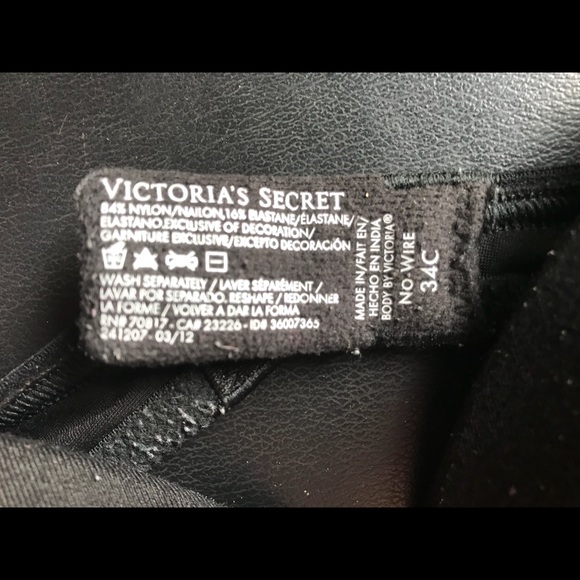 VICTORIA'S SECRET
84% NYLON/NAILON,16% ELASTANE/ÉLASTANE/
ELASTANO,EXCLUSIVE OF DECORATION/
GARNITURE EXCLUSIVE/EXCEPTO DECORACIÓN
WASH SEPARATELY / LAVER SÉPARÉMENT /
LAVAR POR SEPARADO. RESHAPE / REDONNER
LA FORME / VOLVER A DAR LA FORMA
RN# 70817 - CA# 23226 - ID# 36007365
241207 - 03/12
MADE IN/FAIT EN/
HECHO EN INDIA
BODY BY VICTORIA®
NO WIRE
34C